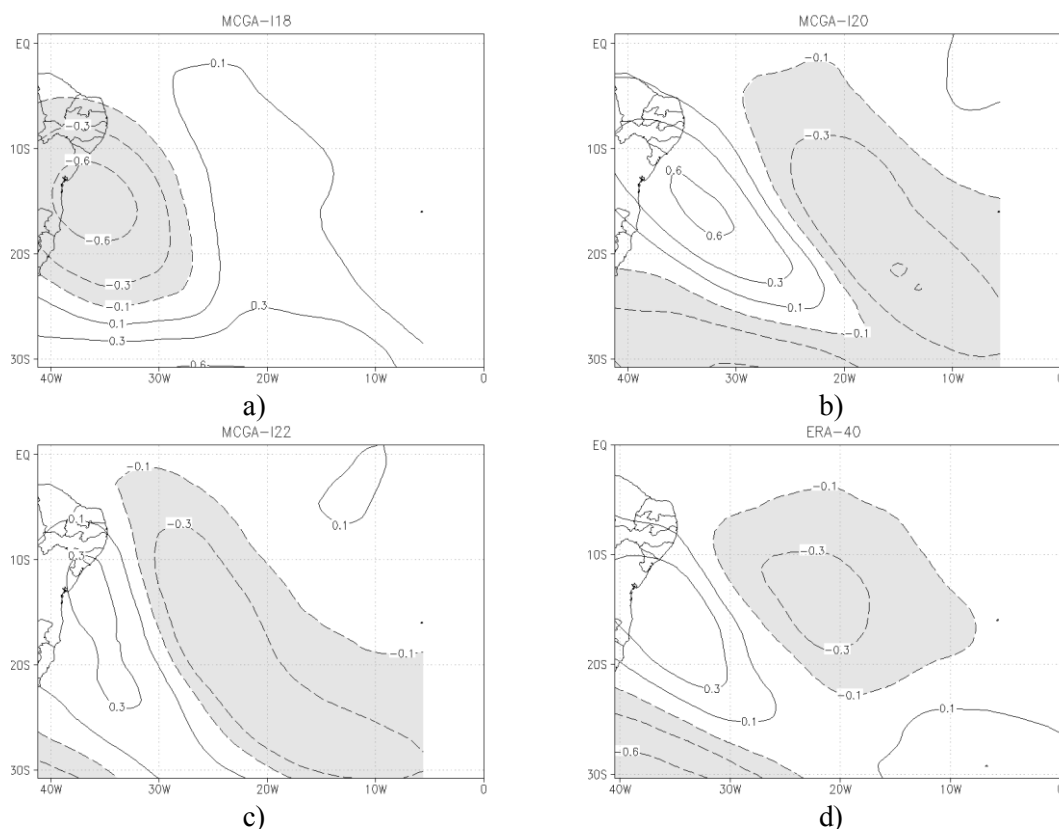 MCGA-I18
EQ
10S
20S
30S
40W
30W
20W
10W
0
0.1
-0.3
-0.6
-0.6
-0.3
-0.1
0.1
0.3
0.3
0.6
a)
MCGA-I20
EQ
10S
20S
30S
40W
30W
20W
10W
0
-0.1
-0.3
0.6
0.6
0.3
0.1
-0.1
b)
MCGA-I22
EQ
10S
20S
30S
40W
30W
20W
10W
0
-0.1
0.1
0.1
-0.3
0.3
0.3
-0.1
c)
ERA-40
EQ
10S
20S
30S
40W
30W
20W
10W
0
-0.1
-0.3
-0.3
0.3
-0.1
0.1
0.1
-0.6
d)